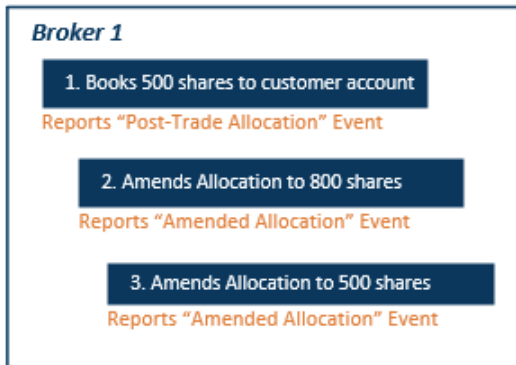 Broker 1
1. Books 500 shares to customer account
Reports “Post-Trade Allocation” Event
2. Amends Allocation to 800 shares
Reports “Amended Allocation” Event
3. Amends Allocation to 500 shares
Reports “Amended Allocation” Event